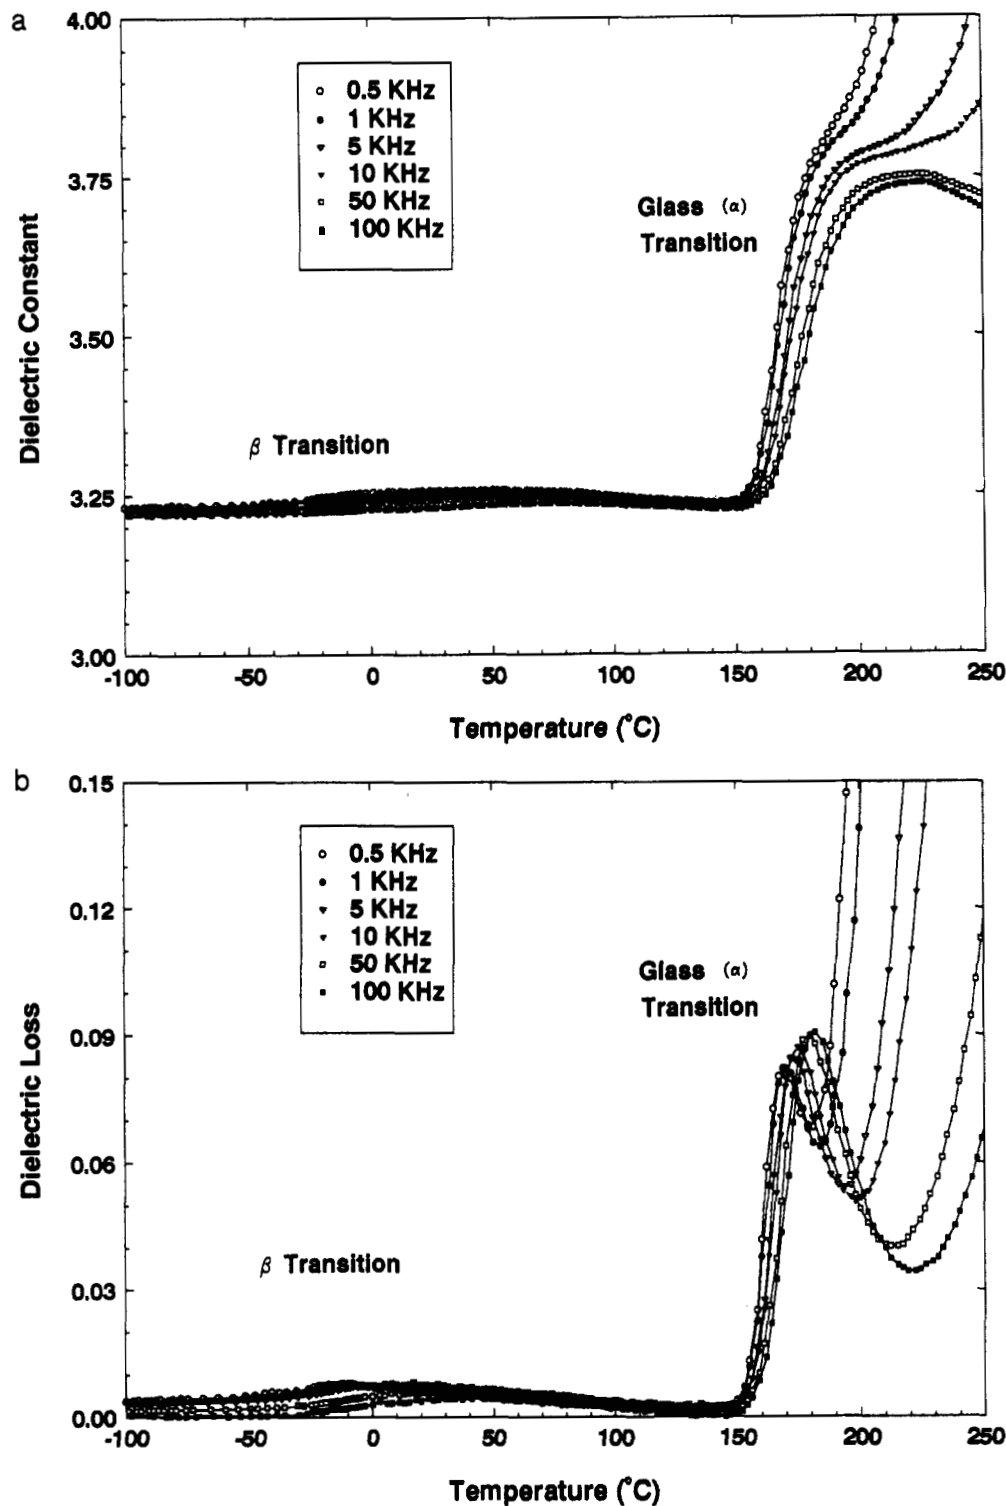 a
4.00
3.75
3.50
3.25
3.00
Dielectric Constant
0.5 KHz
1 KHz
5 KHz
10 KHz
50 KHz
100 KHz
Glass (α)
Transition
β Transition
-100 -50 0 50 100 150 200 250
Temperature (°C)
b
0.15
0.12
0.09
0.06
0.03
0.00
Dielectric Loss
0.5 KHz
1 KHz
5 KHz
10 KHz
50 KHz
100 KHz
Glass (α)
Transition
β Transition
-100 -50 0 50 100 150 200 250
Temperature (°C)